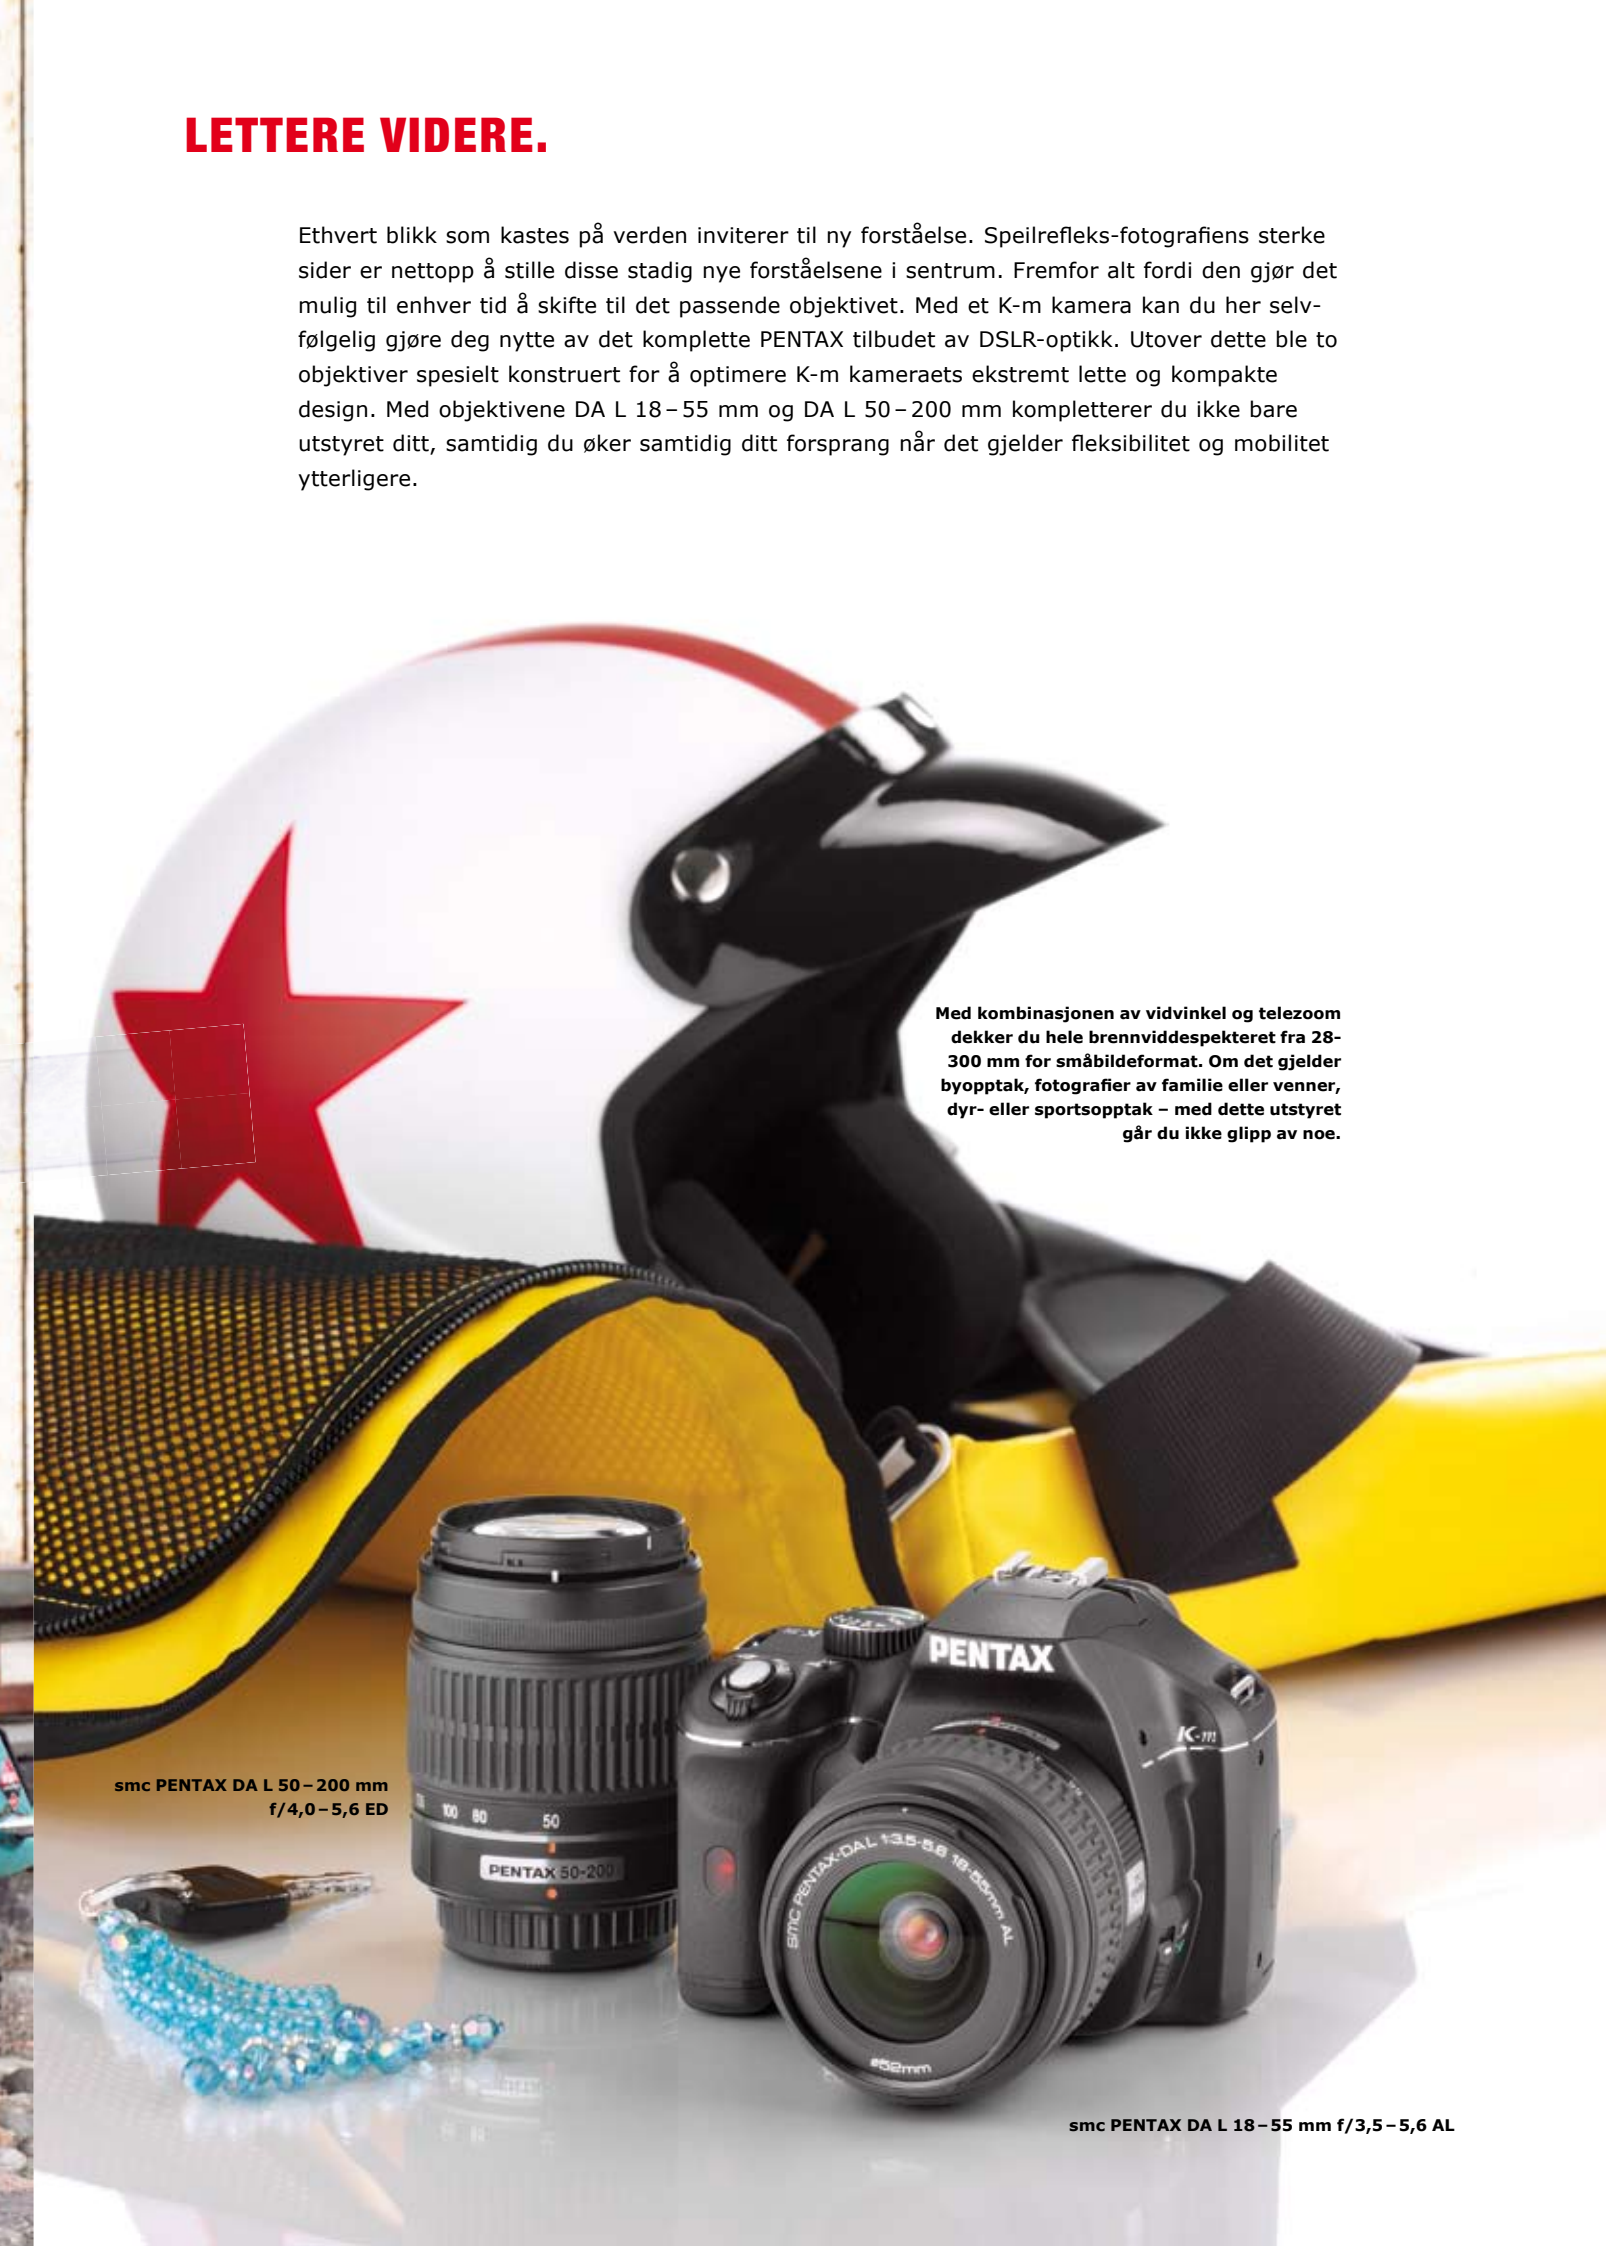 LETTERE VIDERE.
Ethvert blikk som kastes på verden inviterer til ny forståelse. Speilrefleks-fotografiens sterke
sider er nettopp å stille disse stadig nye forståelsene i sentrum. Fremfor alt fordi den gjør det
mulig til enhver tid å skifte til det passende objektivet. Med et K-m kamera kan du her selv-
følgelig gjøre deg nytte av det komplette PENTAX tilbudet av DSLR-optikk. Utover dette ble to
objektiver spesielt konstruert for å optimere K-m kameraets ekstremt lette og kompakte
design. Med objektivene DA L 18 – 55 mm og DA L 50 – 200 mm kompletterer du ikke bare
utstyret ditt, samtidig du øker samtidig ditt forsprang når det gjelder fleksibilitet og mobilitet
ytterligere.
Med kombinasjonen av vidvinkel og telezoom
dekker du hele brennviddespekteret fra 28-
300 mm for småbildeformat. Om det gjelder
byopptak, fotografier av familie eller venner,
dyr- eller sportsopptak – med dette utstyret
går du ikke glipp av noe.
PENTAX
K-m
smc PENTAX DA L 50 – 200 mm
f/4,0 – 5,6 ED
100 80 50
PENTAX 50-200
smc PENTAX-DA L 1:3.5-5.6 18-55mm AL
ø52mm
smc PENTAX DA L 18 – 55 mm f/3,5 – 5,6 AL